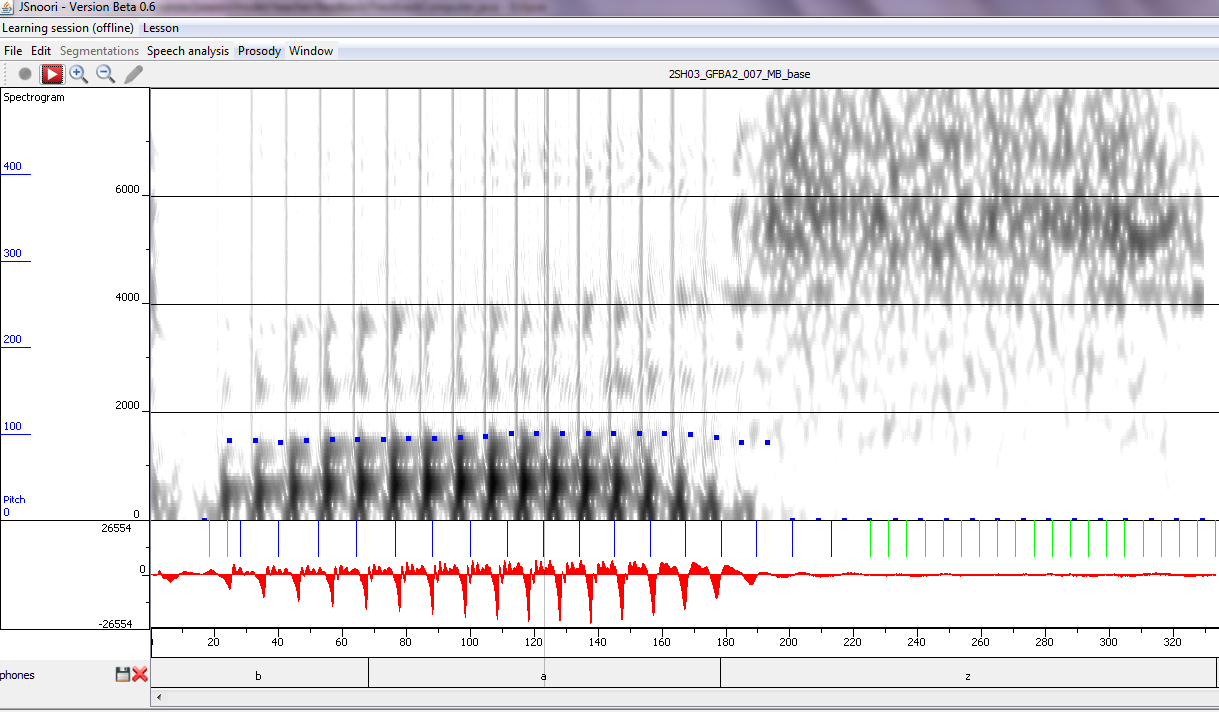 JSnoori - Version Beta 0.6
Learning session (offline) Lesson
File Edit Segmentations Speech analysis Prosody Window
2SH03_GFBA2_007_MB_base
Spectrogram
400
6000
300
4000
200
2000
100
Pitch
0 0
26554
0
-26554
20 40 60 80 100 120 140 160 180 200 220 240 260 280 300 320
phones b a z